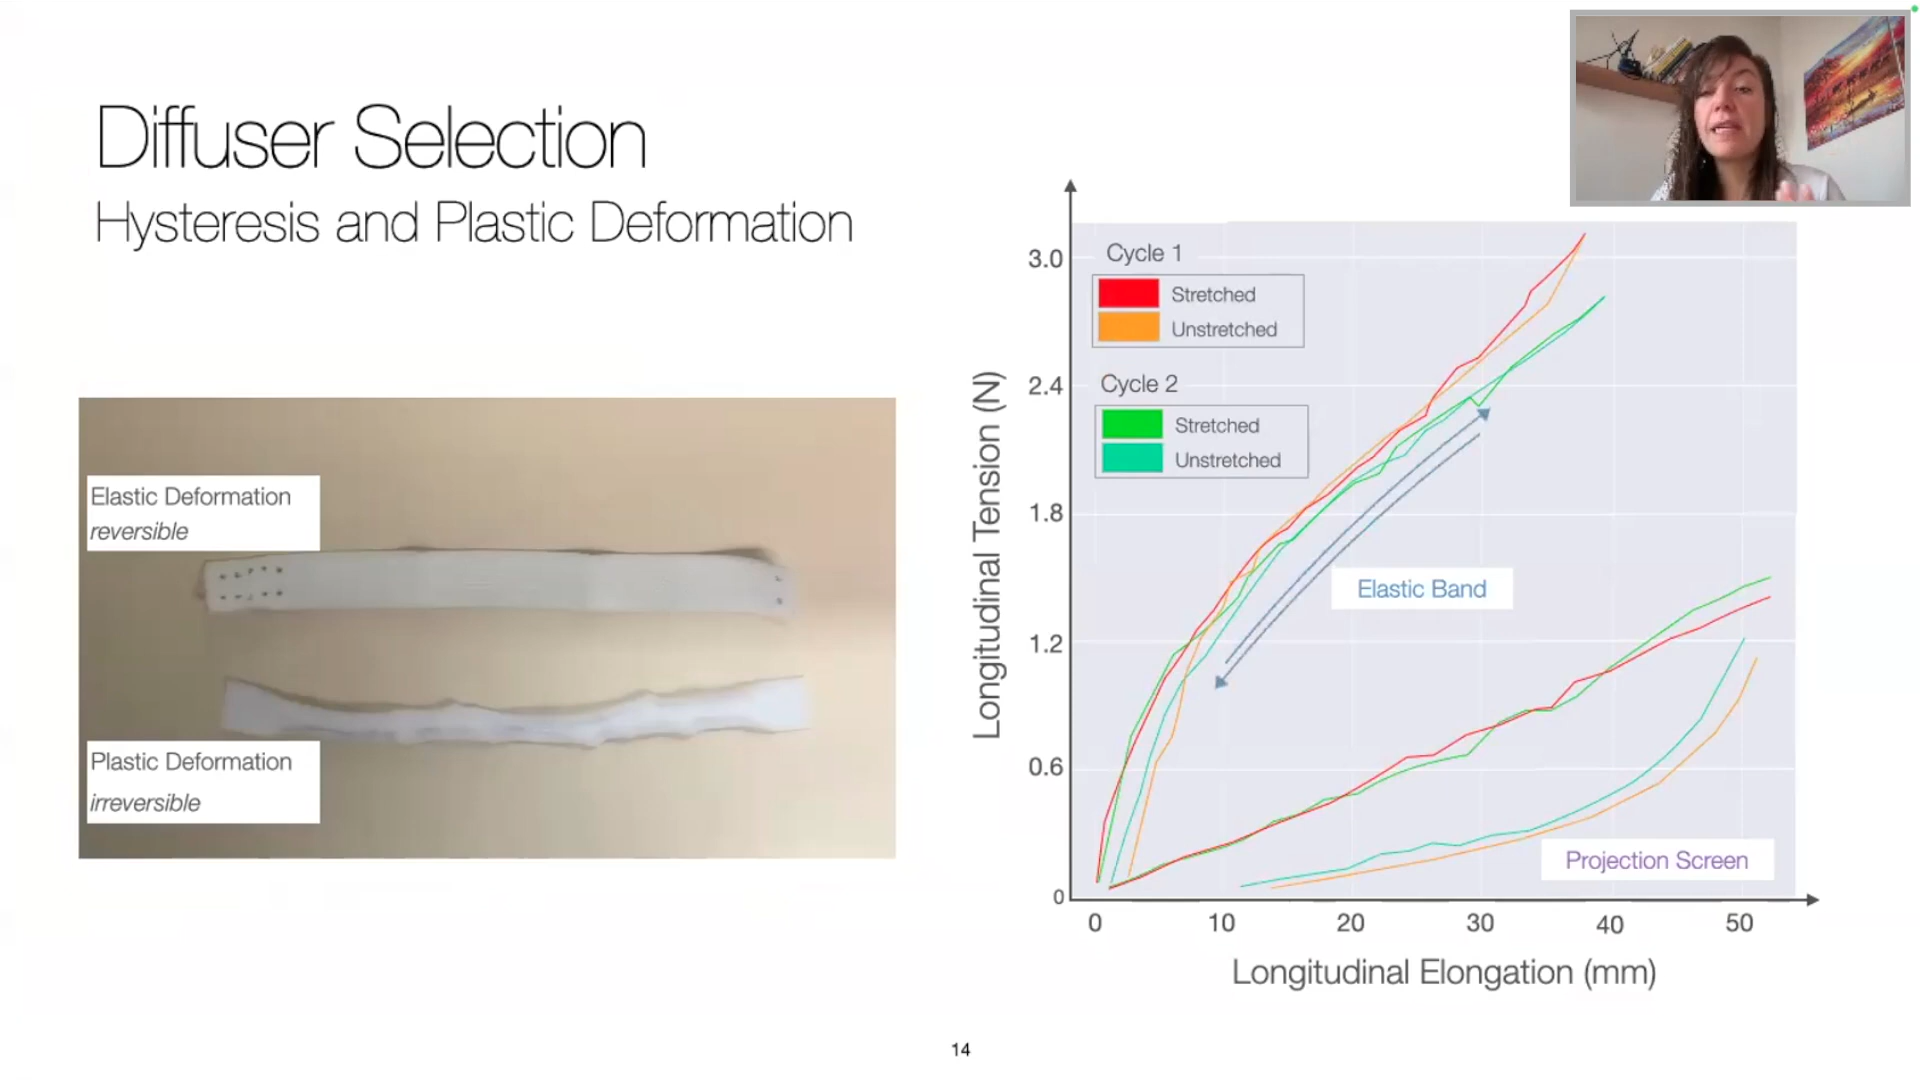 Diffuser Selection
Hysteresis and Plastic Deformation
Elastic Deformation
reversible
Plastic Deformation
irreversible
Longitudinal Tension (N)
3.0
2.4
1.8
1.2
0.6
0
Cycle 1
Stretched
Unstretched
Cycle 2
Stretched
Unstretched
Elastic Band
Projection Screen
0 10 20 30 40 50
Longitudinal Elongation (mm)
14